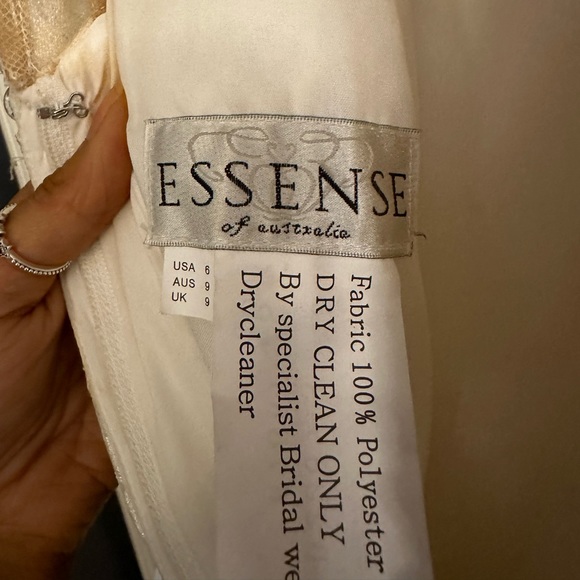 ESSENSE
of australia
USA 6
AUS 9
UK 9
Fabric 100% Polyester
DRY CLEAN ONLY
By specialist Bridal we
Drycleaner